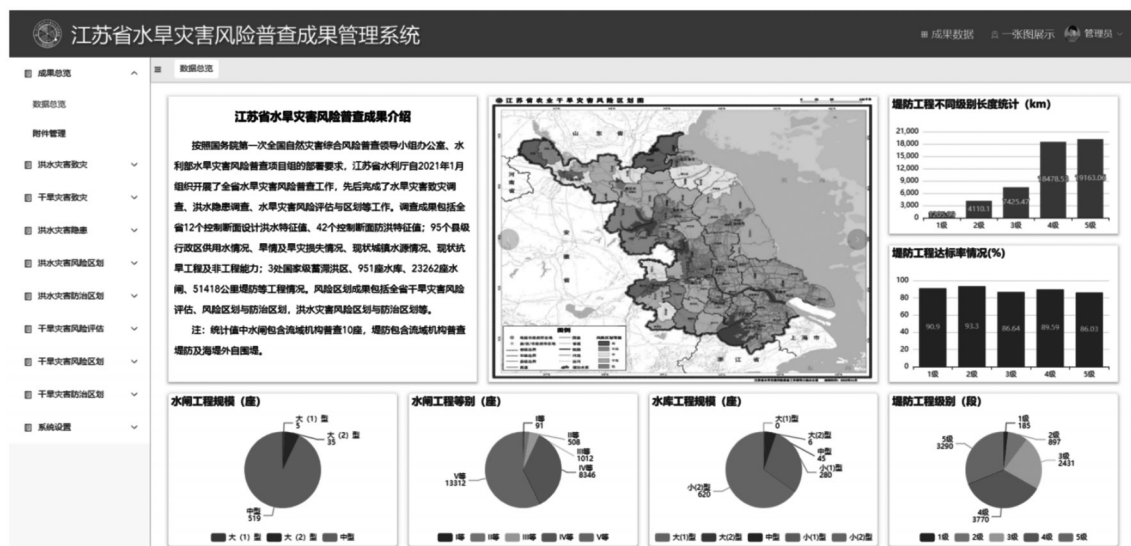 江苏省水旱灾害风险普查成果管理系统
成果数据
一张图展示
管理员
成果总览
数据总览
附件管理
洪水灾害致灾
干旱灾害致灾
洪水灾害隐患
洪水灾害风险区划
洪水灾害防治区划
干旱灾害风险评估
干旱灾害风险区划
干旱灾害防治区划
系统设置
数据总览
江苏省水旱灾害风险普查成果介绍
按照国务院第一次全国自然灾害综合风险普查领导小组办公室、水
利部水旱灾害风险普查项目组的部署要求，江苏省水利厅自2021年1月
组织开展了全省水旱灾害风险普查工作，先后完成了水旱灾害致灾调
查、洪水隐患调查、水旱灾害风险评估与区划等工作。调查成果包括全
省12个控制断面设计洪水特征值、42个控制断面防洪特征值；95个县级
行政区供用水情况、旱情及旱灾损失情况、现状城镇水源情况、现状抗
旱工程及非工程能力；3处国家级蓄滞洪区、951座水库、23262座水
闸、51418公里堤防等工程情况。风险区划成果包括全省干旱灾害风险
评估、风险区划与防治区划，洪水灾害风险区划与防治区划等。
注：统计值中水闸包含流域机构普查10座，堤防包含流域机构普查
堤防及海堤外自围堤。
江苏省农业干旱灾害风险区划图
山东省
河南省
安徽省
上海市
浙江省
图例
堤防工程不同级别长度统计（km）
21,000
18,000
15,000
12,000
9,000
6,000
3,000
0
4110.1
7425.47
18478.53
19163.06
1级 2级 3级 4级 5级
堤防工程达标率情况(%)
100
80
60
40
20
0
90.9 93.3 86.64 89.59 86.03
1级 2级 3级 4级 5级
水闸工程规模（座）
大（1）型
5
大（2）型
35
中型
519
大（1）型 大（2）型 中型
水闸工程等别（座）
I等
91
II等
508
III等
1012
IV等
8346
V等
13312
I等 II等 III等 IV等 V等
水库工程规模（座）
大(1)型
0
大(2)型
6
中型
45
小(1)型
280
小(2)型
620
大(1)型 大(2)型 中型 小(1)型 小(2)型
堤防工程级别（段）
1级
185
2级
897
3级
2431
4级
3770
5级
3290
1级 2级 3级 4级 5级